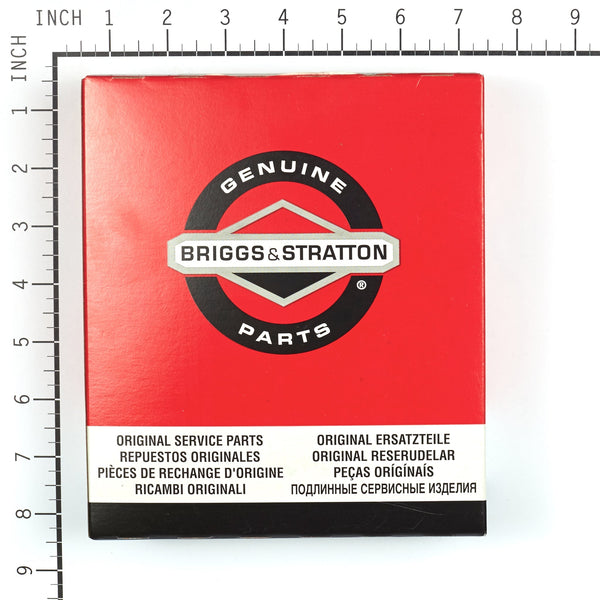 INCH 1 2 3 4 5 6 7 8 9
INCH
1
2
3
4
5
6
7
8
9
GENUINE
BRIGGS & STRATTON
®
PARTS
ORIGINAL SERVICE PARTS
REPUESTOS ORIGINALES
PIÈCES DE RECHANGE D'ORIGINE
RICAMBI ORIGINALI
ORIGINAL ERSATZTEILE
ORIGINAL RESERUDELAR
PEÇAS ORÍGÍNAÍS
ПОДЛИННЫЕ СЕРВИСНЫЕ ИЗДЕЛИЯ